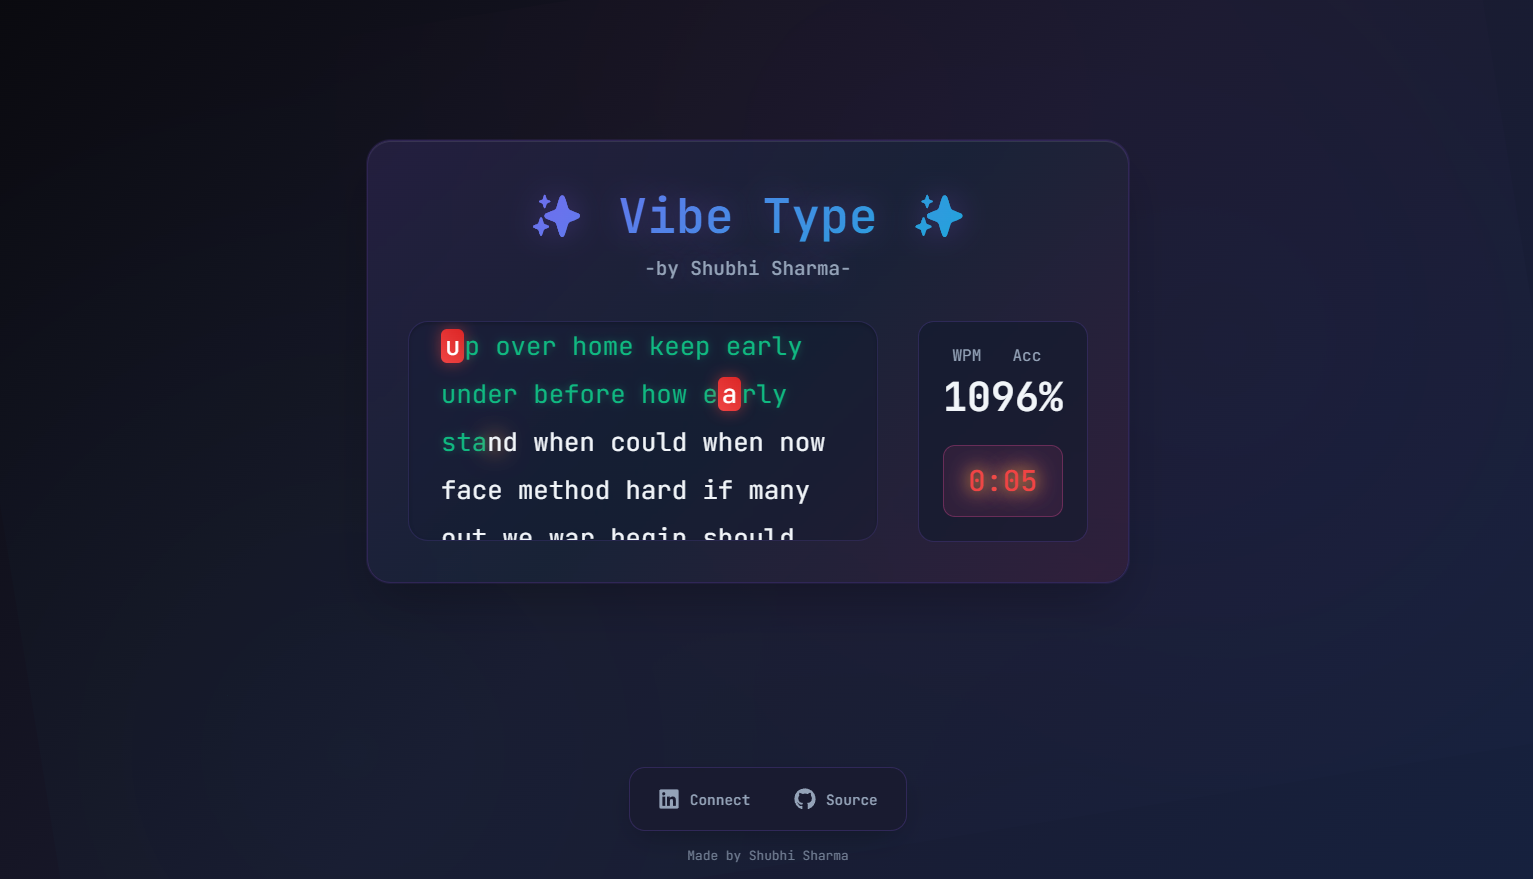 ✨ Vibe Type ✨
-by Shubhi Sharma-
up over home keep early
under before how early
stand when could when now
face method hard if many
out we war begin should
WPM Acc
1096%
0:05
Connect Source
Made by Shubhi Sharma